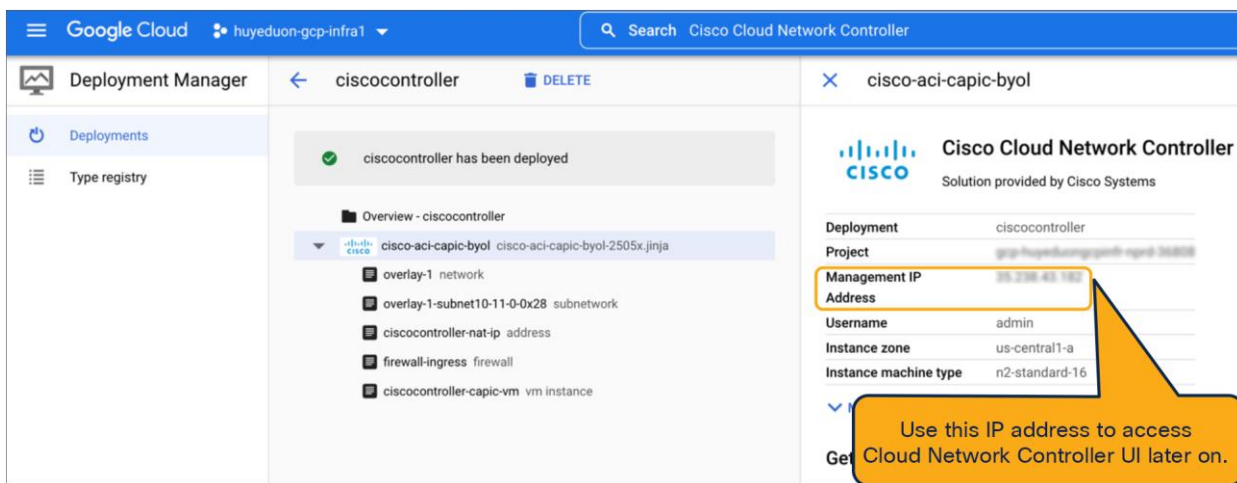 Google Cloud huyeduon-gcp-infra1 Search Cisco Cloud Network Controller
Deployment Manager ciscocontroller DELETE cisco-aci-capic-byol
Deployments
Type registry
ciscocontroller has been deployed
Overview - ciscocontroller
CISCO cisco-aci-capic-byol cisco-aci-capic-byol-2505x.jinja
overlay-1 network
overlay-1-subnet10-11-0-0x28 subnetwork
ciscocontroller-nat-ip address
firewall-ingress firewall
ciscocontroller-capic-vm vm instance
CISCO
Cisco Cloud Network Controller
Solution provided by Cisco Systems
Deployment ciscocontroller
Project
Management IP
Address
Username admin
Instance zone us-central1-a
Instance machine type n2-standard-16
Use this IP address to access
Cloud Network Controller UI later on.